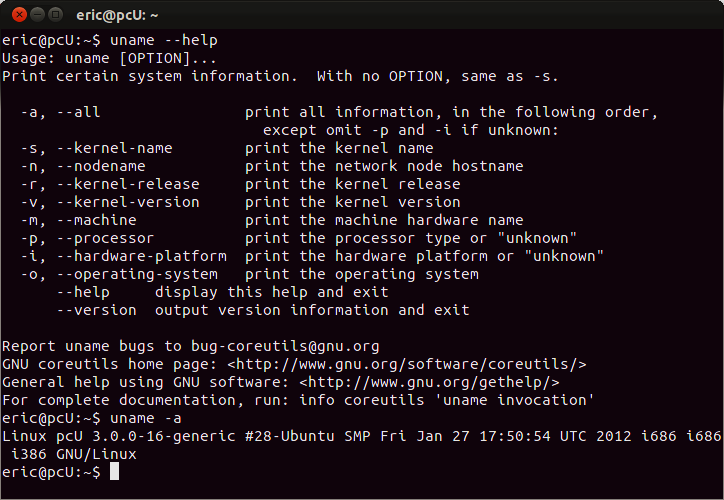 eric@pcU: ~
eric@pcU:~$ uname --help
Usage: uname [OPTION]...
Print certain system information.  With no OPTION, same as -s.

  -a, --all                print all information, in the following order,
                             except omit -p and -i if unknown:
  -s, --kernel-name        print the kernel name
  -n, --nodename           print the network node hostname
  -r, --kernel-release     print the kernel release
  -v, --kernel-version     print the kernel version
  -m, --machine            print the machine hardware name
  -p, --processor          print the processor type or "unknown"
  -i, --hardware-platform  print the hardware platform or "unknown"
  -o, --operating-system   print the operating system
      --help     display this help and exit
      --version  output version information and exit

Report uname bugs to bug-coreutils@gnu.org
GNU coreutils home page: <http://www.gnu.org/software/coreutils/>
General help using GNU software: <http://www.gnu.org/gethelp/>
For complete documentation, run: info coreutils 'uname invocation'
eric@pcU:~$ uname -a
Linux pcU 3.0.0-16-generic #28-Ubuntu SMP Fri Jan 27 17:50:54 UTC 2012 i686 i686
 i386 GNU/Linux
eric@pcU:~$